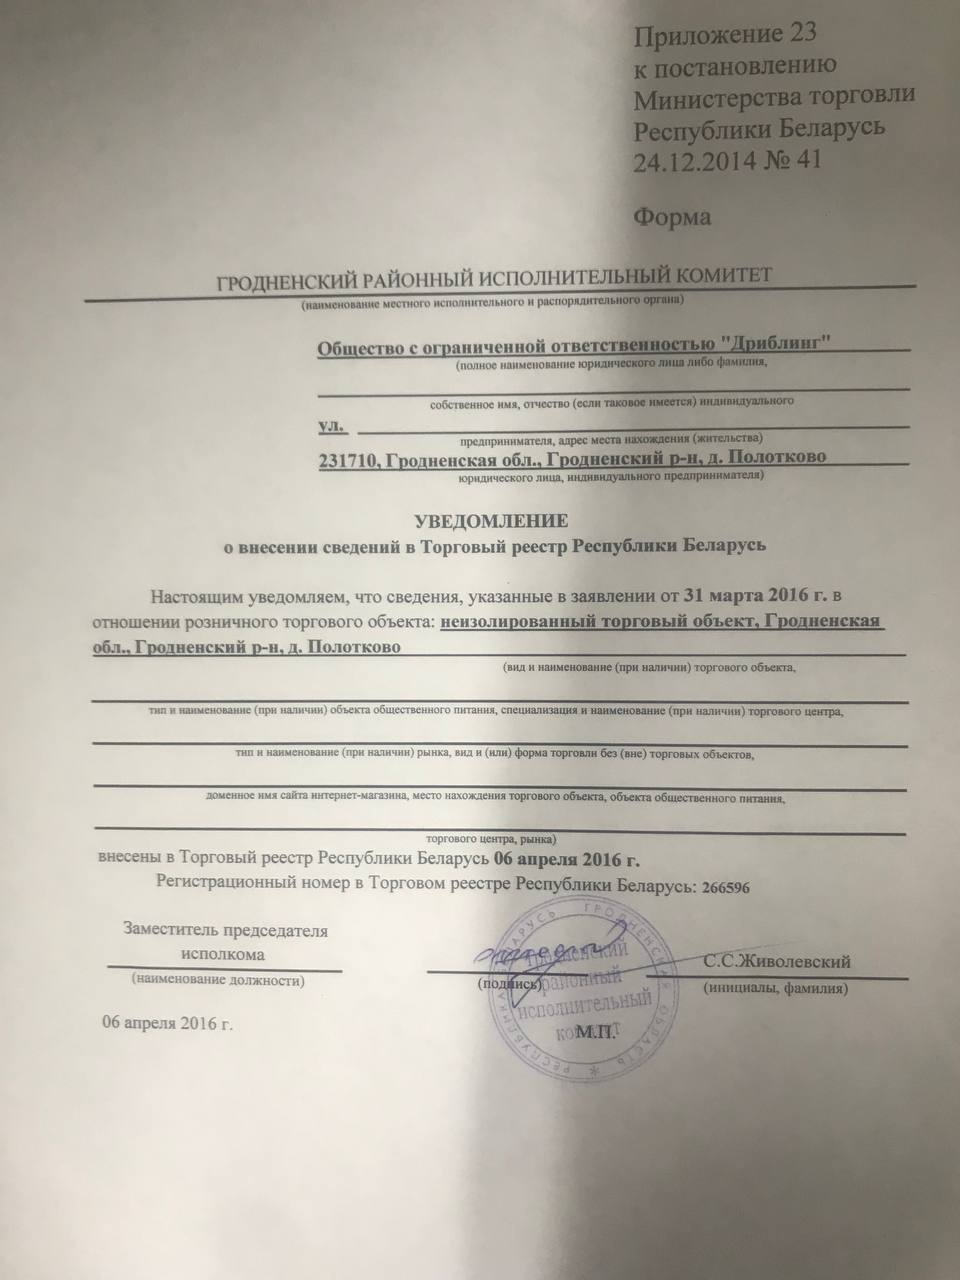 Приложение 23
к постановлению
Министерства торговли
Республики Беларусь
24.12.2014 № 41
Форма
ГРОДНЕНСКИЙ РАЙОННЫЙ ИСПОЛНИТЕЛЬНЫЙ КОМИТЕТ
(наименование местного исполнительного и распорядительного органа)
Общество с ограниченной ответственностью "Дриблинг"
(полное наименование юридического лица либо фамилия,
собственное имя, отчество (если таковое имеется) индивидуального
ул.
предпринимателя, адрес места нахождения (жительства)
231710, Гродненская обл., Гродненский р-н, д. Полотково
юридического лица, индивидуального предпринимателя)
УВЕДОМЛЕНИЕ
о внесении сведений в Торговый реестр Республики Беларусь
Настоящим уведомляем, что сведения, указанные в заявлении от 31 марта 2016 г. в
отношении розничного торгового объекта: неизолированный торговый объект, Гродненская
обл., Гродненский р-н, д. Полотково
(вид и наименование (при наличии) торгового объекта,
тип и наименование (при наличии) объекта общественного питания, специализация и наименование (при наличии) торгового центра,
тип и наименование (при наличии) рынка, вид и (или) форма торговли без (вне) торговых объектов,
доменное имя сайта интернет-магазина, место нахождения торгового объекта, объекта общественного питания,
торгового центра, рынка)
внесены в Торговый реестр Республики Беларусь 06 апреля 2016 г.
Регистрационный номер в Торговом реестре Республики Беларусь: 266596
Заместитель председателя
исполкома
(наименование должности)
(подпись)
С.С.Живолевский
(инициалы, фамилия)
РЕСПУБЛИКА БЕЛАРУСЬ ГРОДНЕНСКАЯ ОБЛАСТЬ
Гродненский
районный
исполнительный
комитет
М.П.
06 апреля 2016 г.